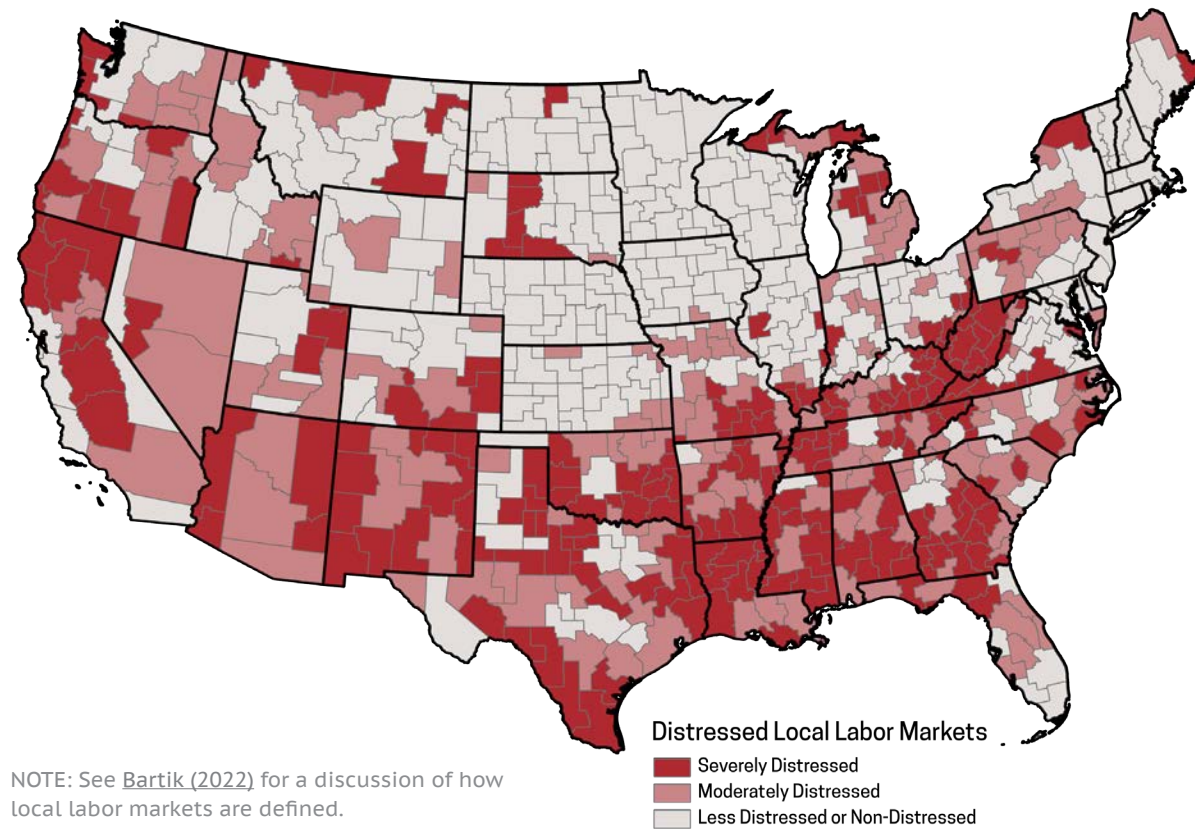 Distressed Local Labor Markets
Severely Distressed
Moderately Distressed
Less Distressed or Non-Distressed
NOTE: See Bartik (2022) for a discussion of how
local labor markets are defined.